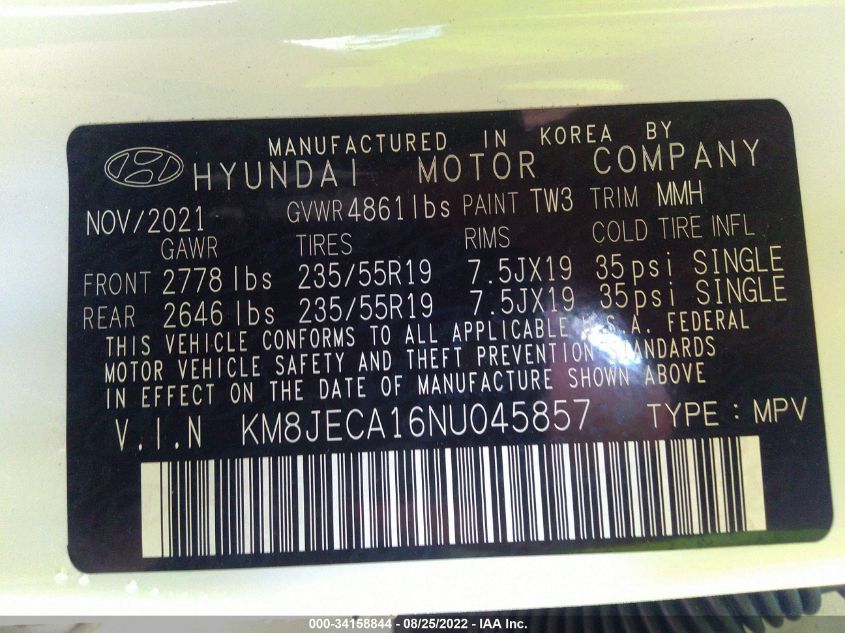 MANUFACTURED IN KOREA BY
HYUNDAI MOTOR COMPANY
NOV/2021 GVWR 4861lbs PAINT TW3 TRIM MMH
GAWR TIRES RIMS COLD TIRE INFL
FRONT 2778 lbs 235/55R19 7.5JX19 35psi SINGLE
REAR 2646 lbs 235/55R19 7.5JX19 35psi SINGLE
THIS VEHICLE CONFORMS TO ALL APPLICABLE U.S.A. FEDERAL
MOTOR VEHICLE SAFETY AND THEFT PREVENTION STANDARDS
IN EFFECT ON THE DATE OF MANUFACTURE SHOWN ABOVE
V.I.N KM8JECA16NU045857 TYPE : MPV
000-34158844 - 08/25/2022 - IAA Inc.